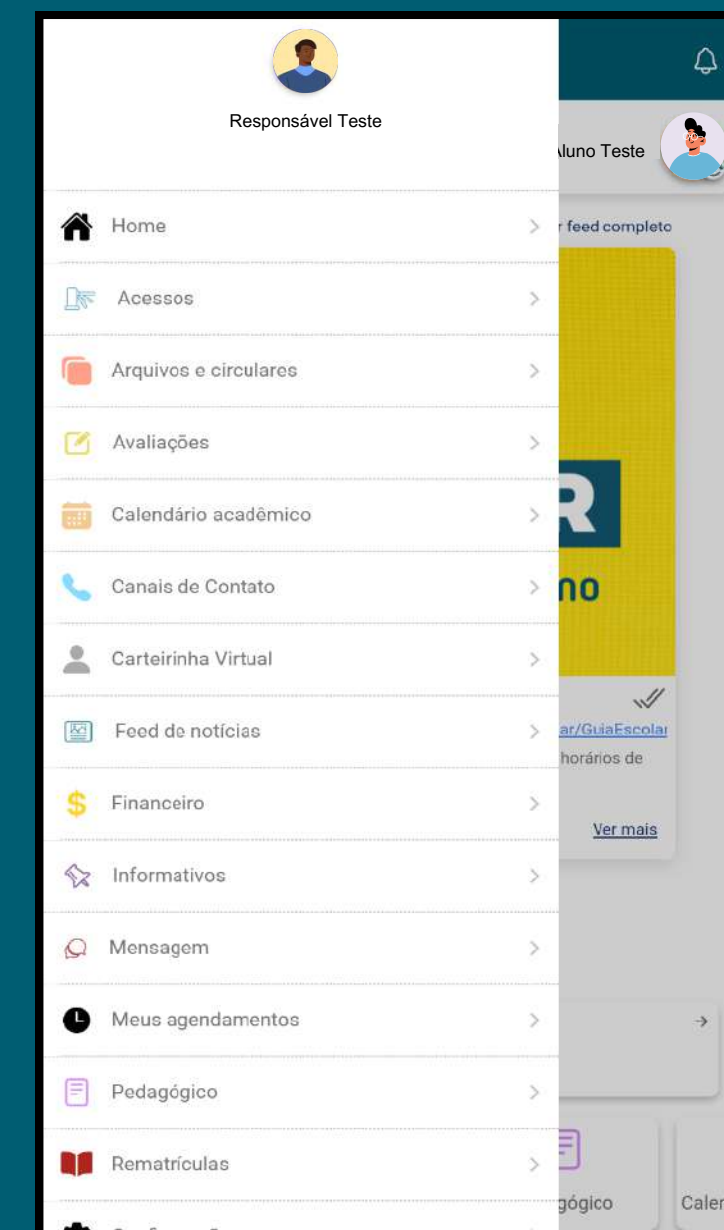 Responsável Teste
Aluno Teste
Home
feed completo
Acessos
Arquivos e circulares
Avaliações
Calendário acadêmico
R
Canais de Contato
no
Carteirinha Virtual
Feed de notícias
ar/GuiaEscolar
horários de
Financeiro
Ver mais
Informativos
Mensagem
Meus agendamentos
Pedagógico
Rematrículas
gógico
Caler